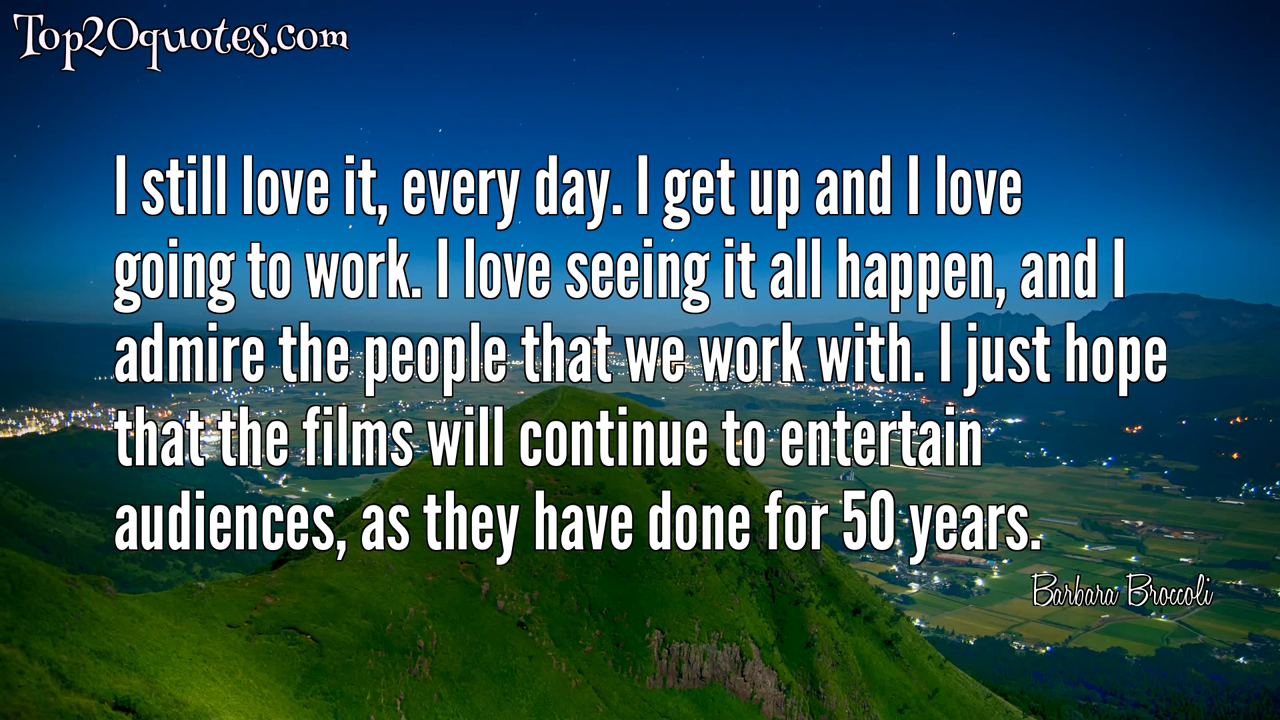 Top20quotes.com
I still love it, every day. I get up and I love
going to work. I love seeing it all happen, and I
admire the people that we work with. I just hope
that the films will continue to entertain
audiences, as they have done for 50 years.
Barbara Broccoli